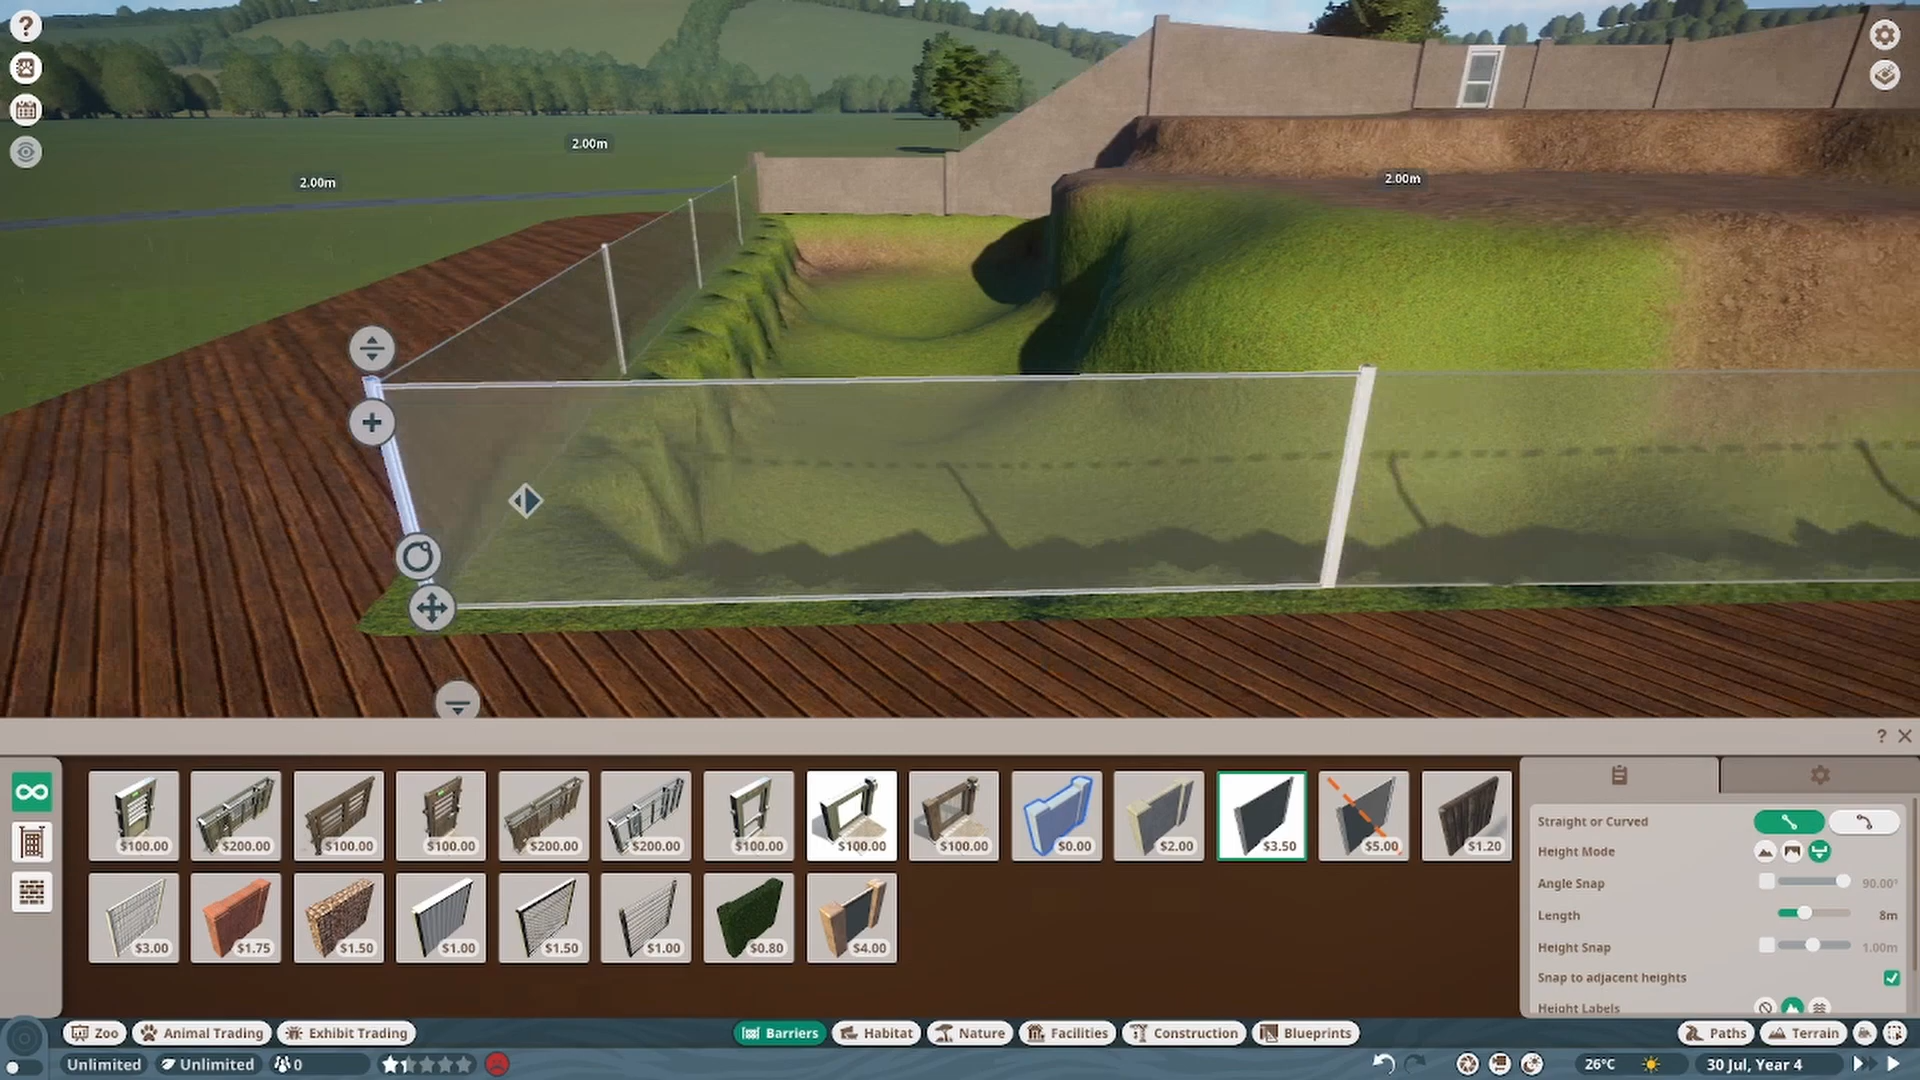 ?
2.00m
2.00m
2.00m
? ×
$100.00 $200.00 $100.00 $100.00 $200.00 $200.00 $100.00 $100.00 $100.00 $0.00 $2.00 $3.50 $5.00 $1.20
$3.00 $1.75 $1.50 $1.00 $1.50 $1.00 $0.80 $4.00
Straight or Curved
Height Mode
Angle Snap 90.00°
Length 8m
Height Snap 1.00m
Snap to adjacent heights
Height Labels
Zoo Animal Trading Exhibit Trading Barriers Habitat Nature Facilities Construction Blueprints Paths Terrain
Unlimited Unlimited 0 26°C 30 Jul, Year 4